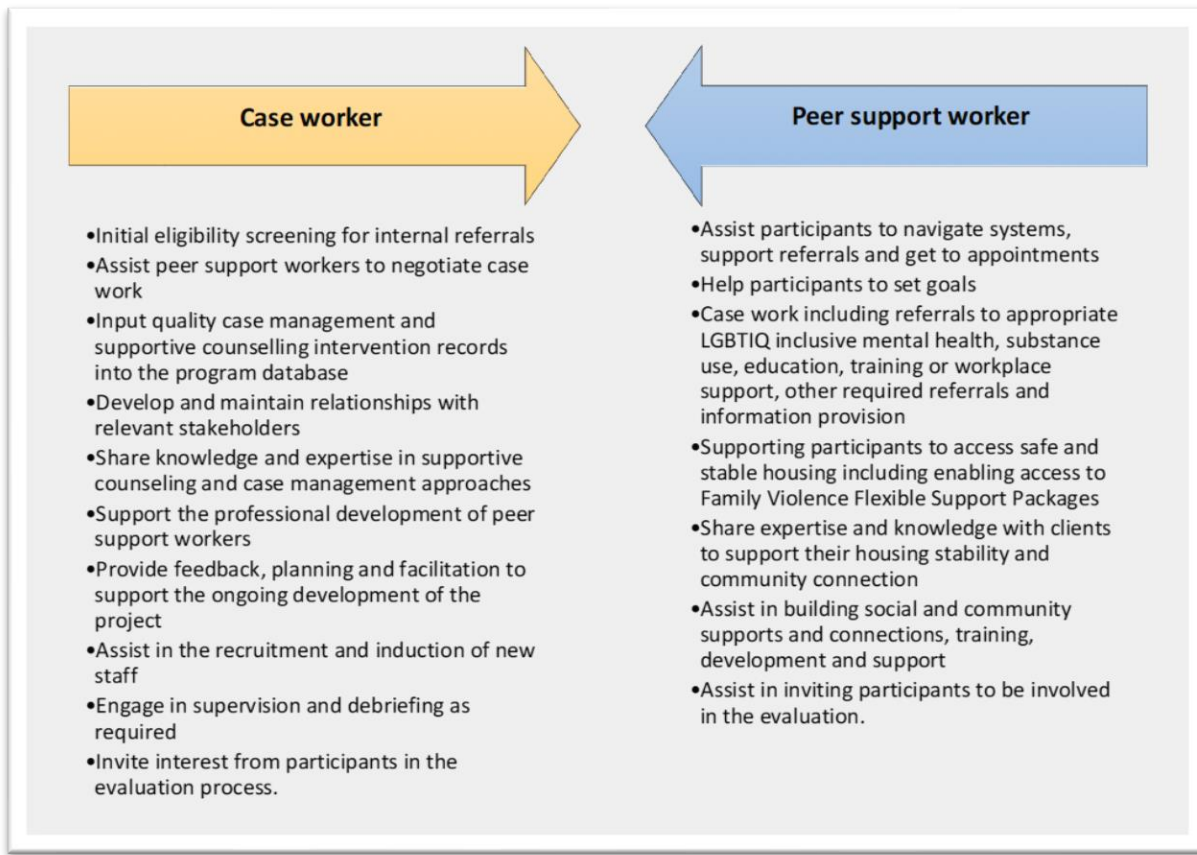 Case worker
•Initial eligibility screening for internal referrals
•Assist peer support workers to negotiate case
work
•Input quality case management and
supportive counselling intervention records
into the program database
•Develop and maintain relationships with
relevant stakeholders
•Share knowledge and expertise in supportive
counseling and case management approaches
•Support the professional development of peer
support workers
•Provide feedback, planning and facilitation to
support the ongoing development of the
project
•Assist in the recruitment and induction of new
staff
•Engage in supervision and debriefing as
required
•Invite interest from participants in the
evaluation process.
Peer support worker
•Assist participants to navigate systems,
support referrals and get to appointments
•Help participants to set goals
•Case work including referrals to appropriate
LGBTIQ inclusive mental health, substance
use, education, training or workplace
support, other required referrals and
information provision
•Supporting participants to access safe and
stable housing including enabling access to
Family Violence Flexible Support Packages
•Share expertise and knowledge with clients
to support their housing stability and
community connection
•Assist in building social and community
supports and connections, training,
development and support
•Assist in inviting participants to be involved
in the evaluation.